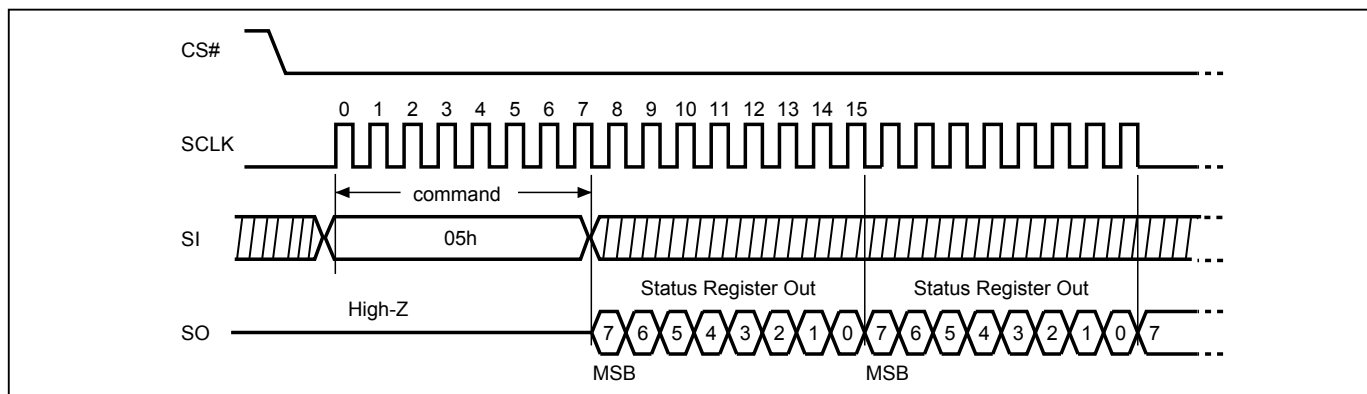 CS#
0 1 2 3 4 5 6 7 8 9 10 11 12 13 14 15
SCLK
command
SI
05h
High-Z
Status Register Out Status Register Out
SO
7 6 5 4 3 2 1 0 7 6 5 4 3 2 1 0 7
MSB MSB